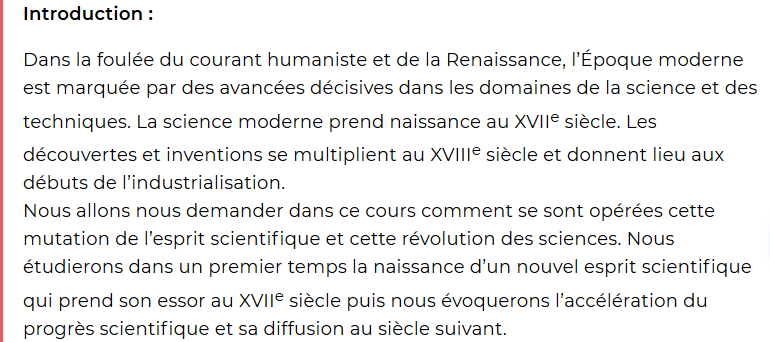 Introduction :
Dans la foulée du courant humaniste et de la Renaissance, l’Époque moderne
est marquée par des avancées décisives dans les domaines de la science et des
techniques. La science moderne prend naissance au XVIIe siècle. Les
découvertes et inventions se multiplient au XVIIIe siècle et donnent lieu aux
débuts de l’industrialisation.
Nous allons nous demander dans ce cours comment se sont opérées cette
mutation de l’esprit scientifique et cette révolution des sciences. Nous
étudierons dans un premier temps la naissance d’un nouvel esprit scientifique
qui prend son essor au XVIIe siècle puis nous évoquerons l’accélération du
progrès scientifique et sa diffusion au siècle suivant.